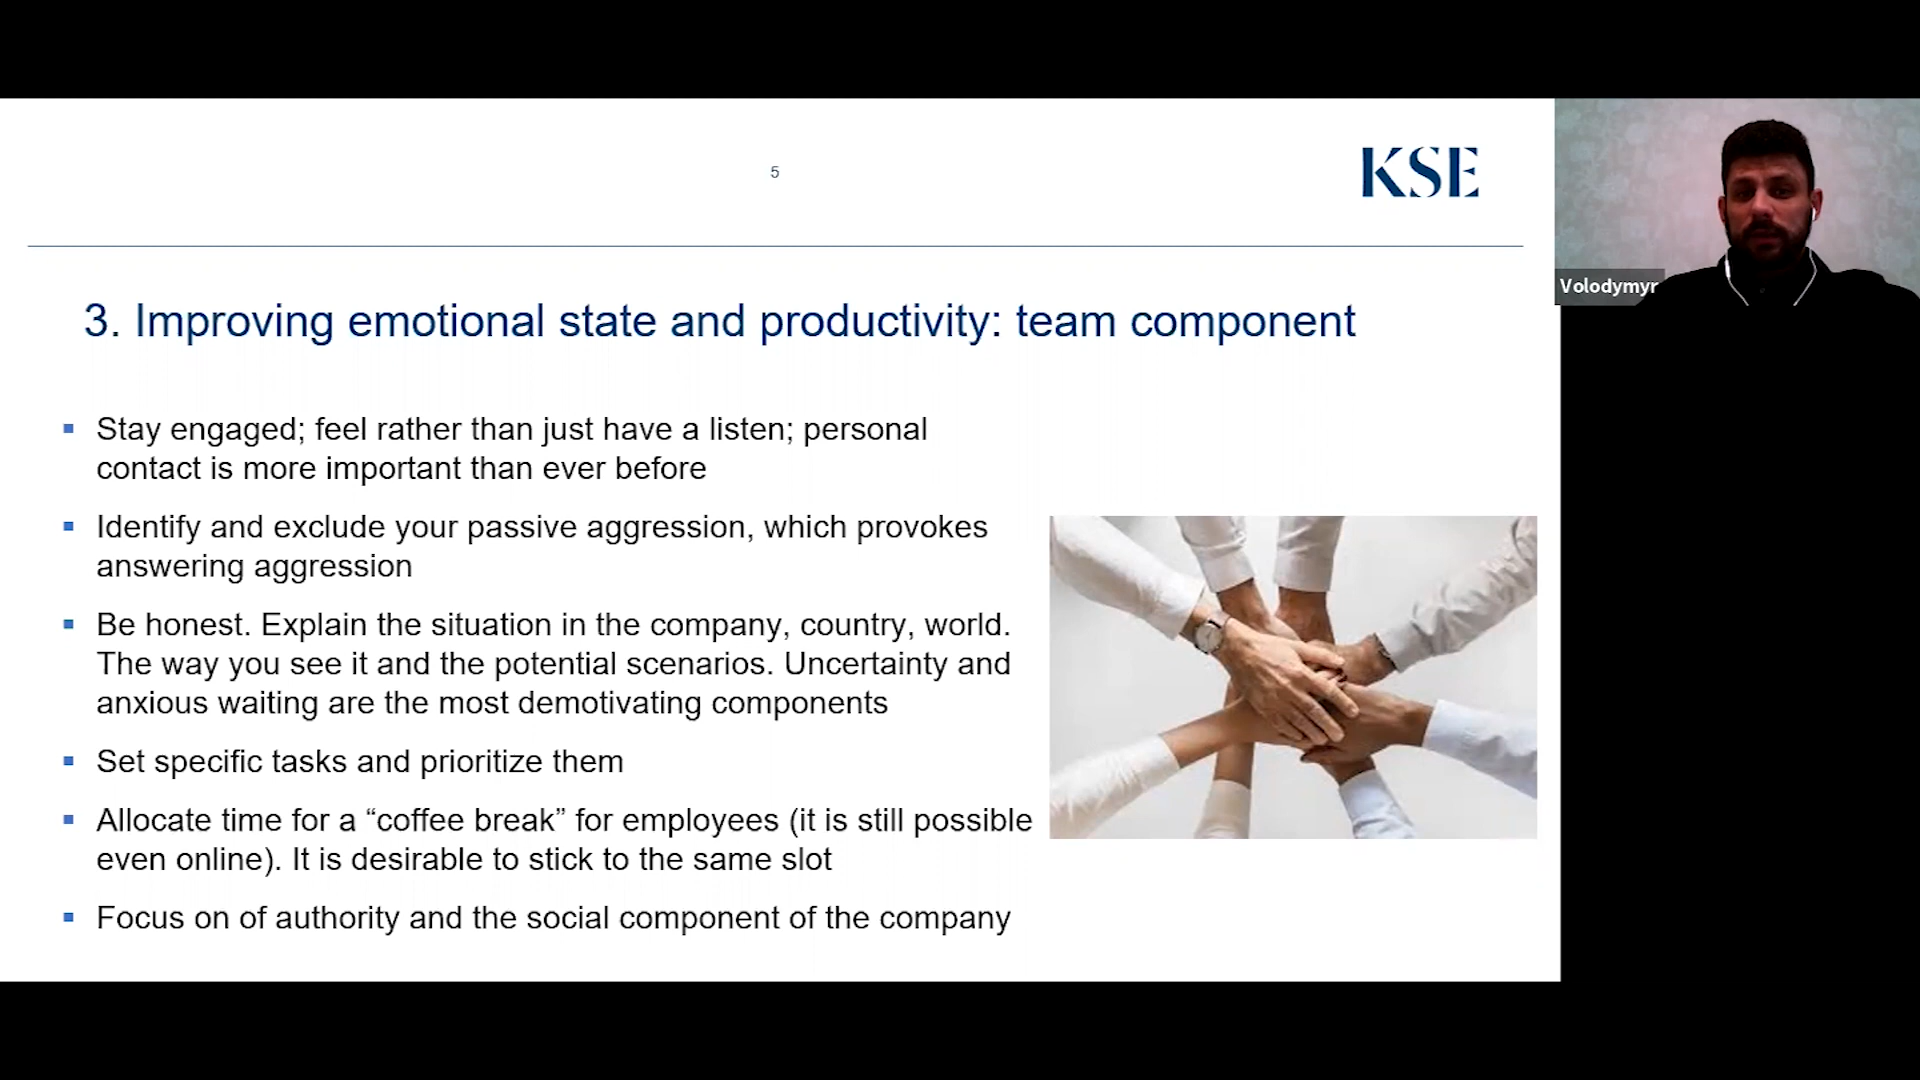 5
KSE
Volodymyr
3. Improving emotional state and productivity: team component
▪ Stay engaged; feel rather than just have a listen; personal
contact is more important than ever before
▪ Identify and exclude your passive aggression, which provokes
answering aggression
▪ Be honest. Explain the situation in the company, country, world.
The way you see it and the potential scenarios. Uncertainty and
anxious waiting are the most demotivating components
▪ Set specific tasks and prioritize them
▪ Allocate time for a “coffee break” for employees (it is still possible
even online). It is desirable to stick to the same slot
▪ Focus on of authority and the social component of the company